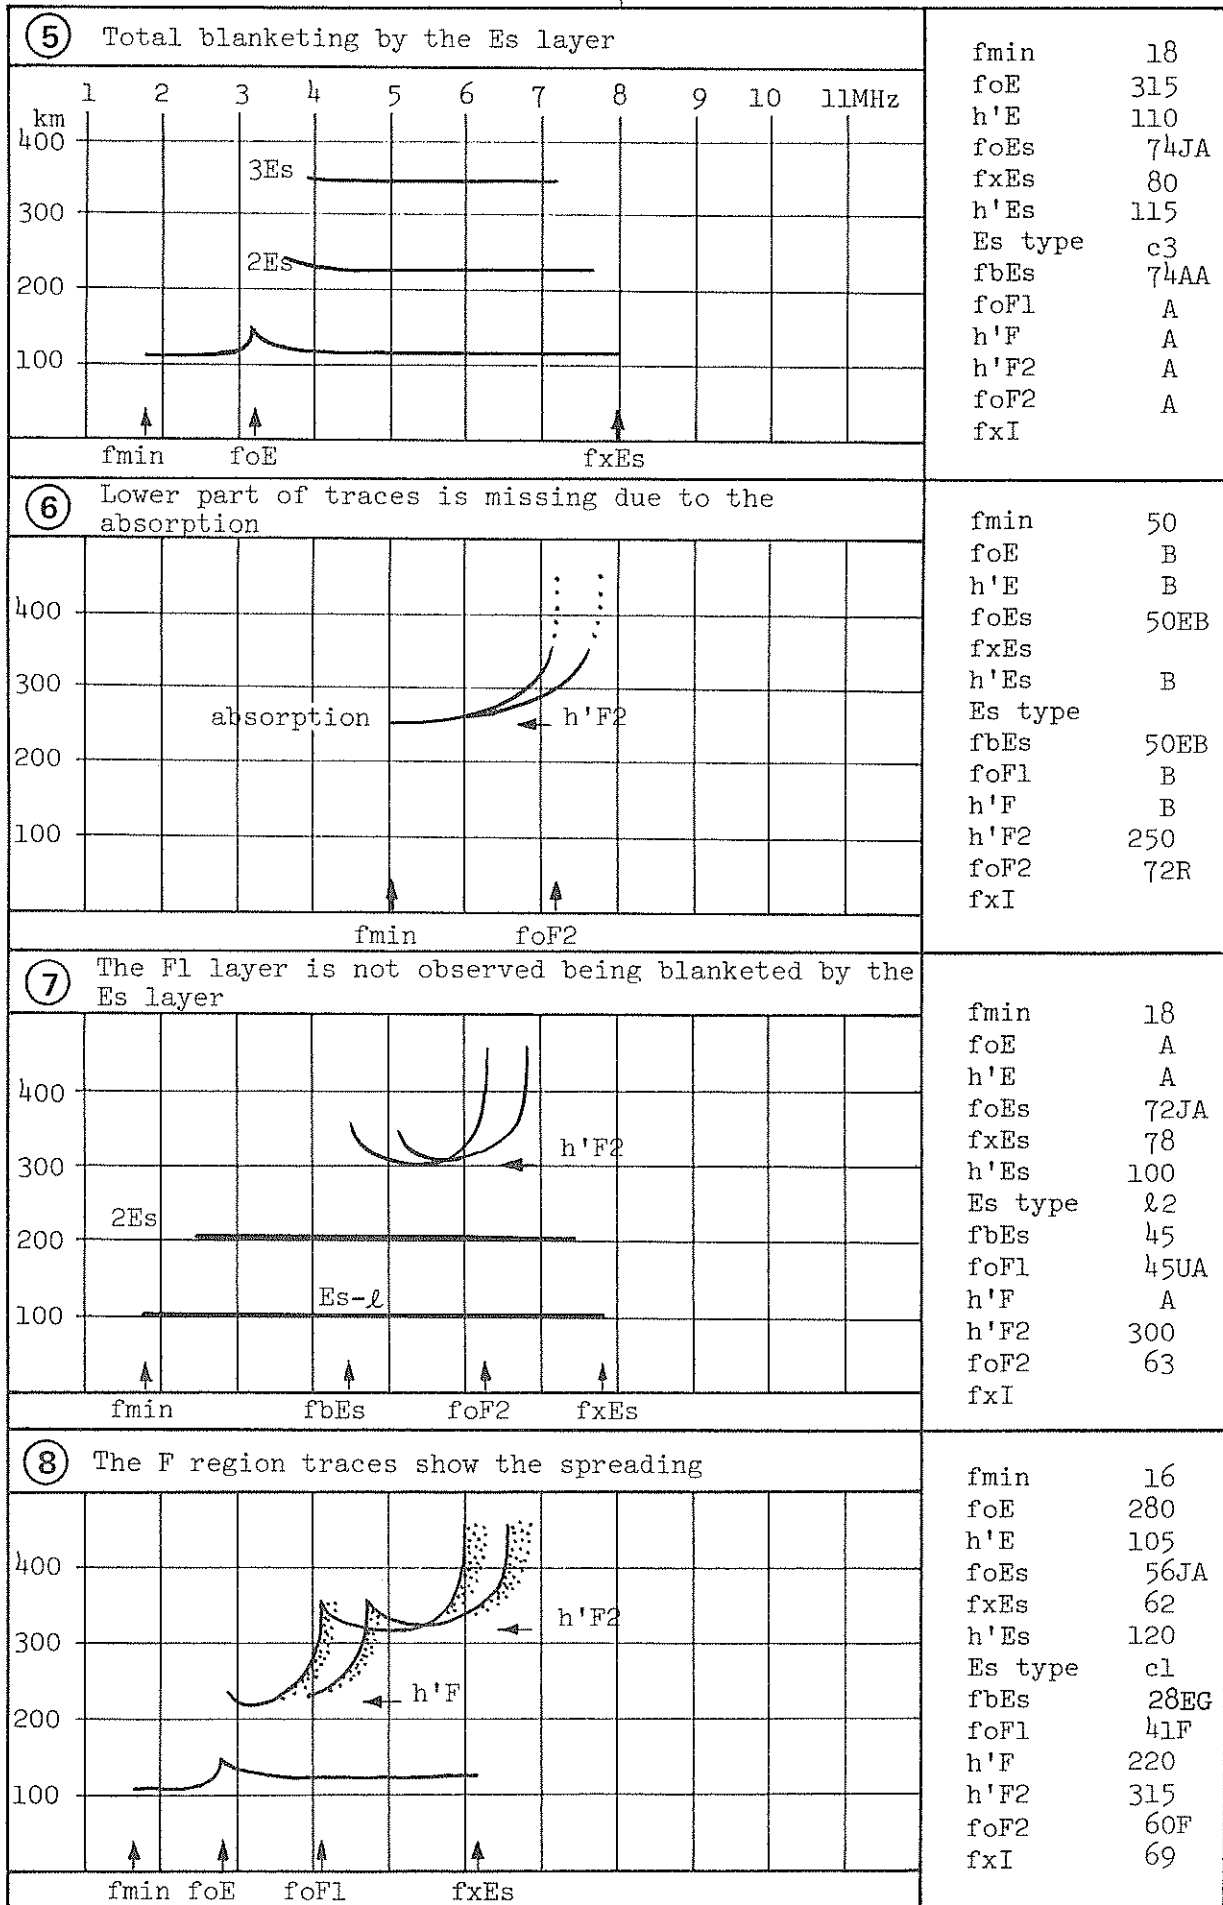 ⑤ Total blanketing by the Es layer
1 2 3 4 5 6 7 8 9 10 11MHz
km
400
3Es
300
2Es
200
100
fmin foE fxEs
fmin 18
foE 315
h'E 110
foEs 74JA
fxEs 80
h'Es 115
Es type c3
fbEs 74AA
foF1 A
h'F A
h'F2 A
foF2 A
fxI
⑥ Lower part of traces is missing due to the
absorption
400
300
absorption h'F2
200
100
fmin foF2
fmin 50
foE B
h'E B
foEs 50EB
fxEs
h'Es B
Es type
fbEs 50EB
foF1 B
h'F B
h'F2 250
foF2 72R
fxI
⑦ The F1 layer is not observed being blanketed by the
Es layer
400
300 h'F2
2Es
200
Es-ℓ
100
fmin fbEs foF2 fxEs
fmin 18
foE A
h'E A
foEs 72JA
fxEs 78
h'Es 100
Es type ℓ2
fbEs 45
foF1 45UA
h'F A
h'F2 300
foF2 63
fxI
⑧ The F region traces show the spreading
400
h'F2
300
h'F
200
100
fmin foE foF1 fxEs
fmin 16
foE 280
h'E 105
foEs 56JA
fxEs 62
h'Es 120
Es type c1
fbEs 28EG
foF1 41F
h'F 220
h'F2 315
foF2 60F
fxI 69